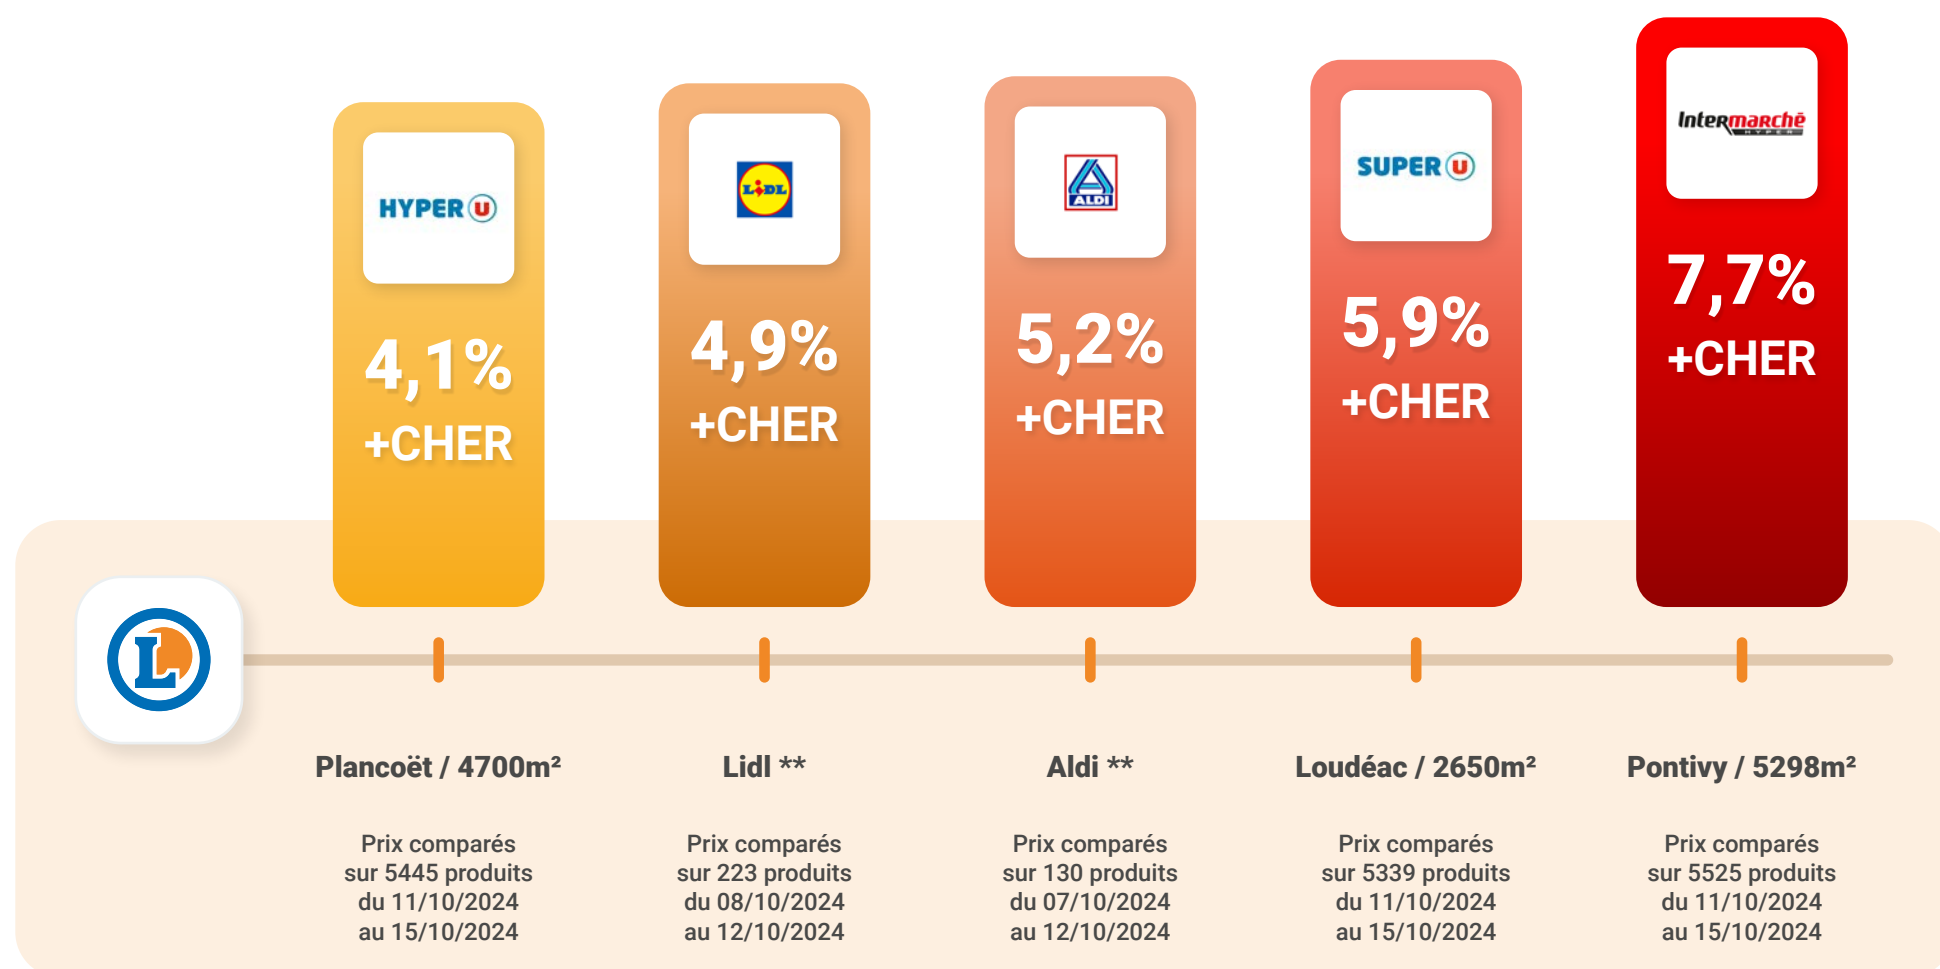 HYPER U
4,1%
+CHER
LIDL
4,9%
+CHER
ALDI
5,2%
+CHER
SUPER U
5,9%
+CHER
Intermarchē
HYPER
7,7%
+CHER
L
Plancoët / 4700m²
Prix comparés
sur 5445 produits
du 11/10/2024
au 15/10/2024
Lidl **
Prix comparés
sur 223 produits
du 08/10/2024
au 12/10/2024
Aldi **
Prix comparés
sur 130 produits
du 07/10/2024
au 12/10/2024
Loudéac / 2650m²
Prix comparés
sur 5339 produits
du 11/10/2024
au 15/10/2024
Pontivy / 5298m²
Prix comparés
sur 5525 produits
du 11/10/2024
au 15/10/2024